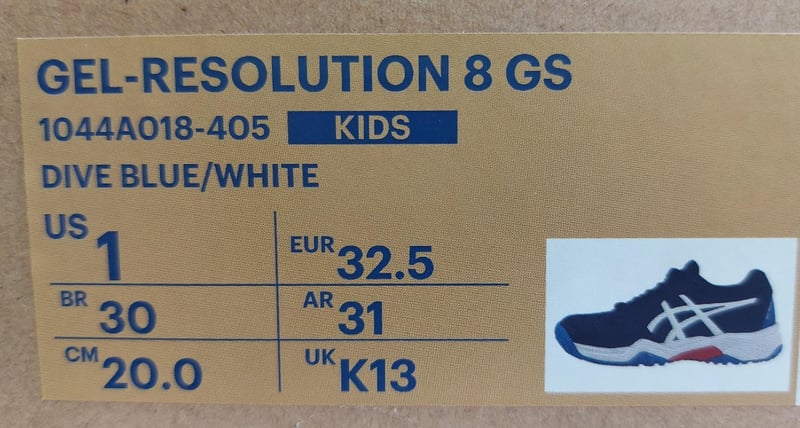 GEL-RESOLUTION 8 GS
1044A018-405 KIDS
DIVE BLUE/WHITE
US 1 EUR 32.5
BR 30 AR 31
CM 20.0 UK K13